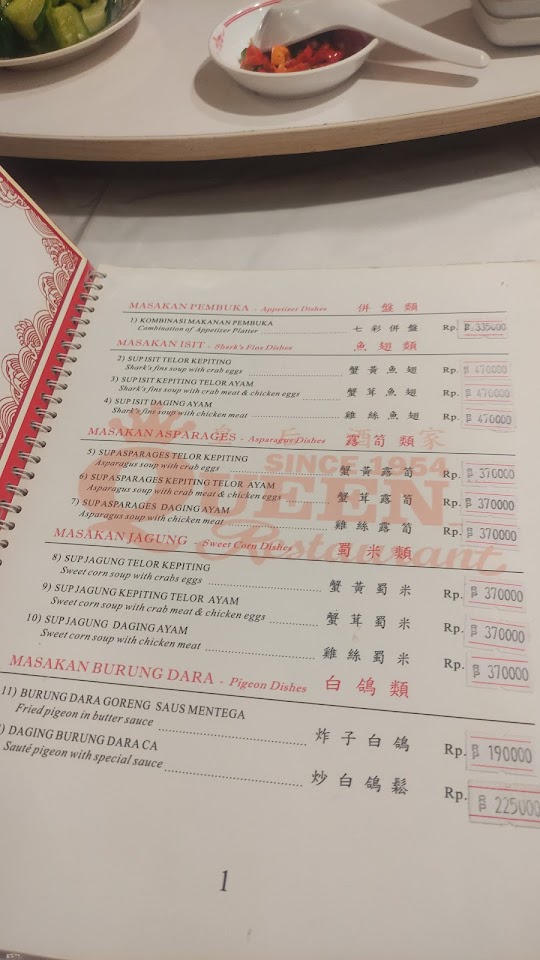 MASAKAN PEMBUKA - Appetizer Dishes 併盤類
1) KOMBINASI MAKANAN PEMBUKA 七彩併盤 Rp. 335000
Combination of Appetizer Platter
MASAKAN ISIT - Shark's Fins Dishes 魚翅類
2) SUP ISIT TELOR KEPITING 蟹黃魚翅 Rp. 470000
Shark's fins soup with crab eggs
3) SUP ISIT KEPITING TELOR AYAM 蟹茸魚翅 Rp. 470000
Shark's fins soup with crab meat & chicken eggs
4) SUP ISIT DAGING AYAM 雞絲魚翅 Rp. 470000
Shark's fins soup with chicken meat
酒家
MASAKAN ASPARAGES - Asparagus Dishes 露筍類
SINCE 1954
QUEEN
Restaurant
5) SUP ASPARAGES TELOR KEPITING 蟹黃露筍 Rp. 370000
Asparagus soup with crab eggs
6) SUP ASPARAGES KEPITING TELOR AYAM 蟹茸露筍 Rp. 370000
Asparagus soup with crab meat & chicken eggs
7) SUP ASPARAGES DAGING AYAM 雞絲露筍 Rp. 370000
Asparagus soup with chicken meat
MASAKAN JAGUNG - Sweet Corn Dishes 蜀米類
8) SUP JAGUNG TELOR KEPITING 蟹黃蜀米 Rp. 370000
Sweet corn soup with crabs eggs
9) SUP JAGUNG KEPITING TELOR AYAM 蟹茸蜀米 Rp. 370000
Sweet corn soup with crab meat & chicken eggs
10) SUP JAGUNG DAGING AYAM 雞絲蜀米 Rp. 370000
Sweet corn soup with chicken meat
MASAKAN BURUNG DARA - Pigeon Dishes 白鴿類
11) BURUNG DARA GORENG SAUS MENTEGA 炸子白鴿 Rp. 190000
Fried pigeon in butter sauce
) DAGING BURUNG DARA CA 炒白鴿鬆 Rp. 225000
Sauté pigeon with special sauce
1